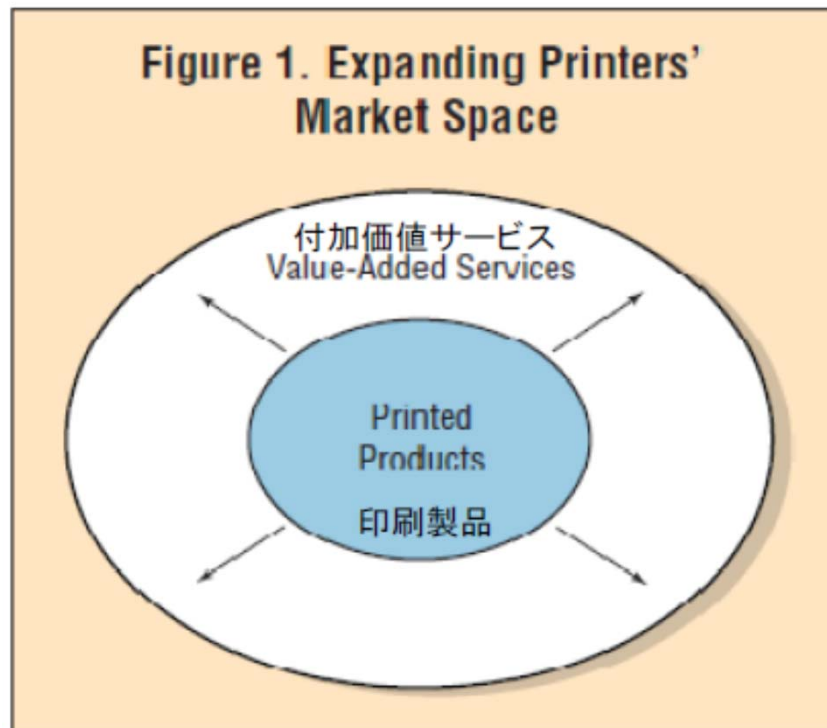 Figure 1. Expanding Printers'
Market Space
付加価値サービス
Value-Added Services
Printed
Products
印刷製品